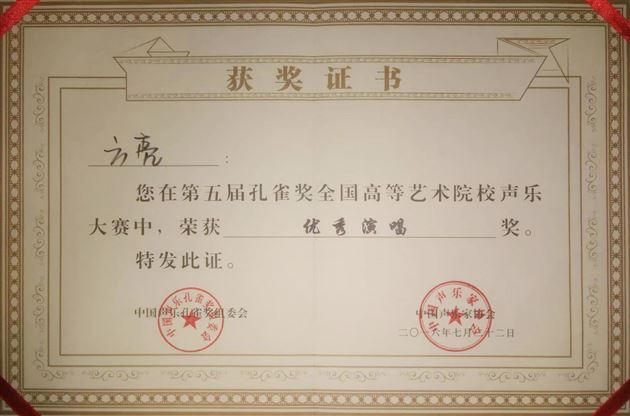 获奖证书
方亮：
您在第五届孔雀奖全国高等艺术院校声乐
大赛中，荣获 优秀演唱 奖。
特发此证。
中国声乐孔雀奖组委会
中国声乐家协会
二〇一六年七月二十二日